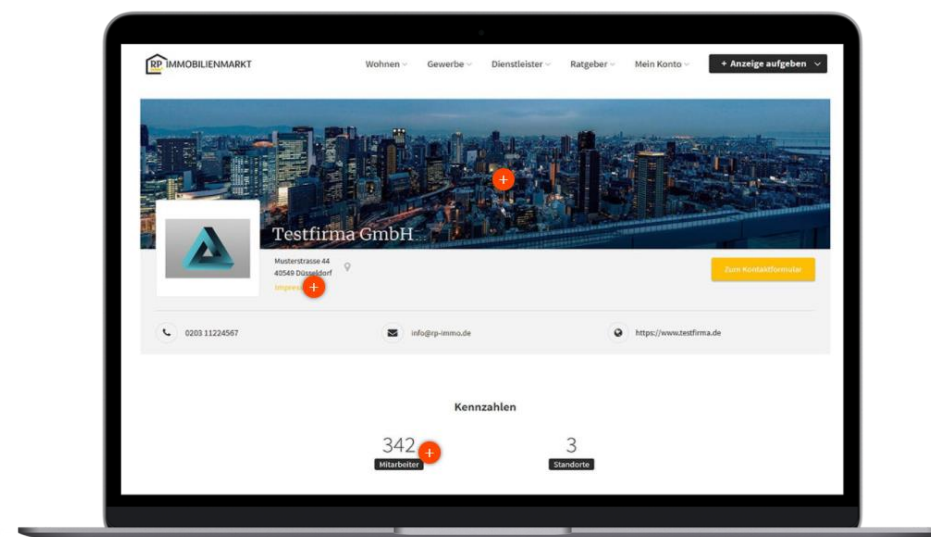 RP IMMOBILIENMARKT
Wohnen Gewerbe Dienstleister Ratgeber Mein Konto + Anzeige aufgeben
Testfirma GmbH
Musterstrasse 44
40549 Düsseldorf
Zum Kontaktformular
0203 11224567 info@rp-immo.de https://www.testfirma.de
Kennzahlen
342 3
Mitarbeiter Standorte